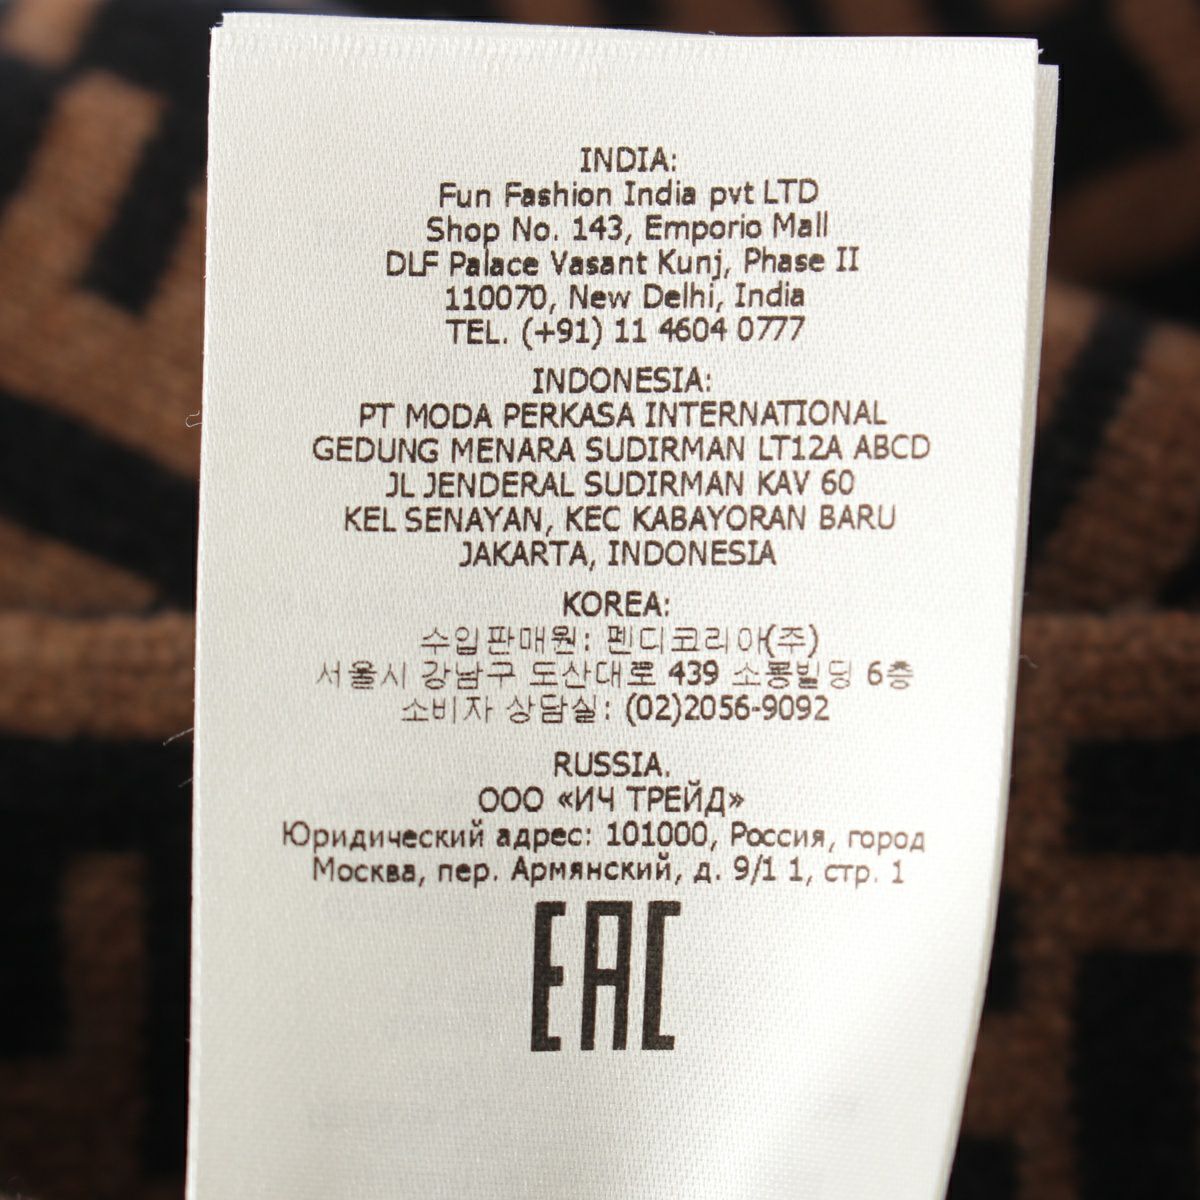 INDIA:
Fun Fashion India pvt LTD
Shop No. 143, Emporio Mall
DLF Palace Vasant Kunj, Phase II
110070, New Delhi, India
TEL. (+91) 11 4604 0777
INDONESIA:
PT MODA PERKASA INTERNATIONAL
GEDUNG MENARA SUDIRMAN LT12A ABCD
JL JENDERAL SUDIRMAN KAV 60
KEL SENAYAN, KEC KABAYORAN BARU
JAKARTA, INDONESIA
KOREA:
수입판매원: 펜디코리아(주)
서울시 강남구 도산대로 439 소봉빌딩 6층
소비자 상담실: (02)2056-9092
RUSSIA.
ООО «ИЧ ТРЕЙД»
Юридический адрес: 101000, Россия, город
Москва, пер. Армянский, д. 9/1 1, стр. 1
EAC